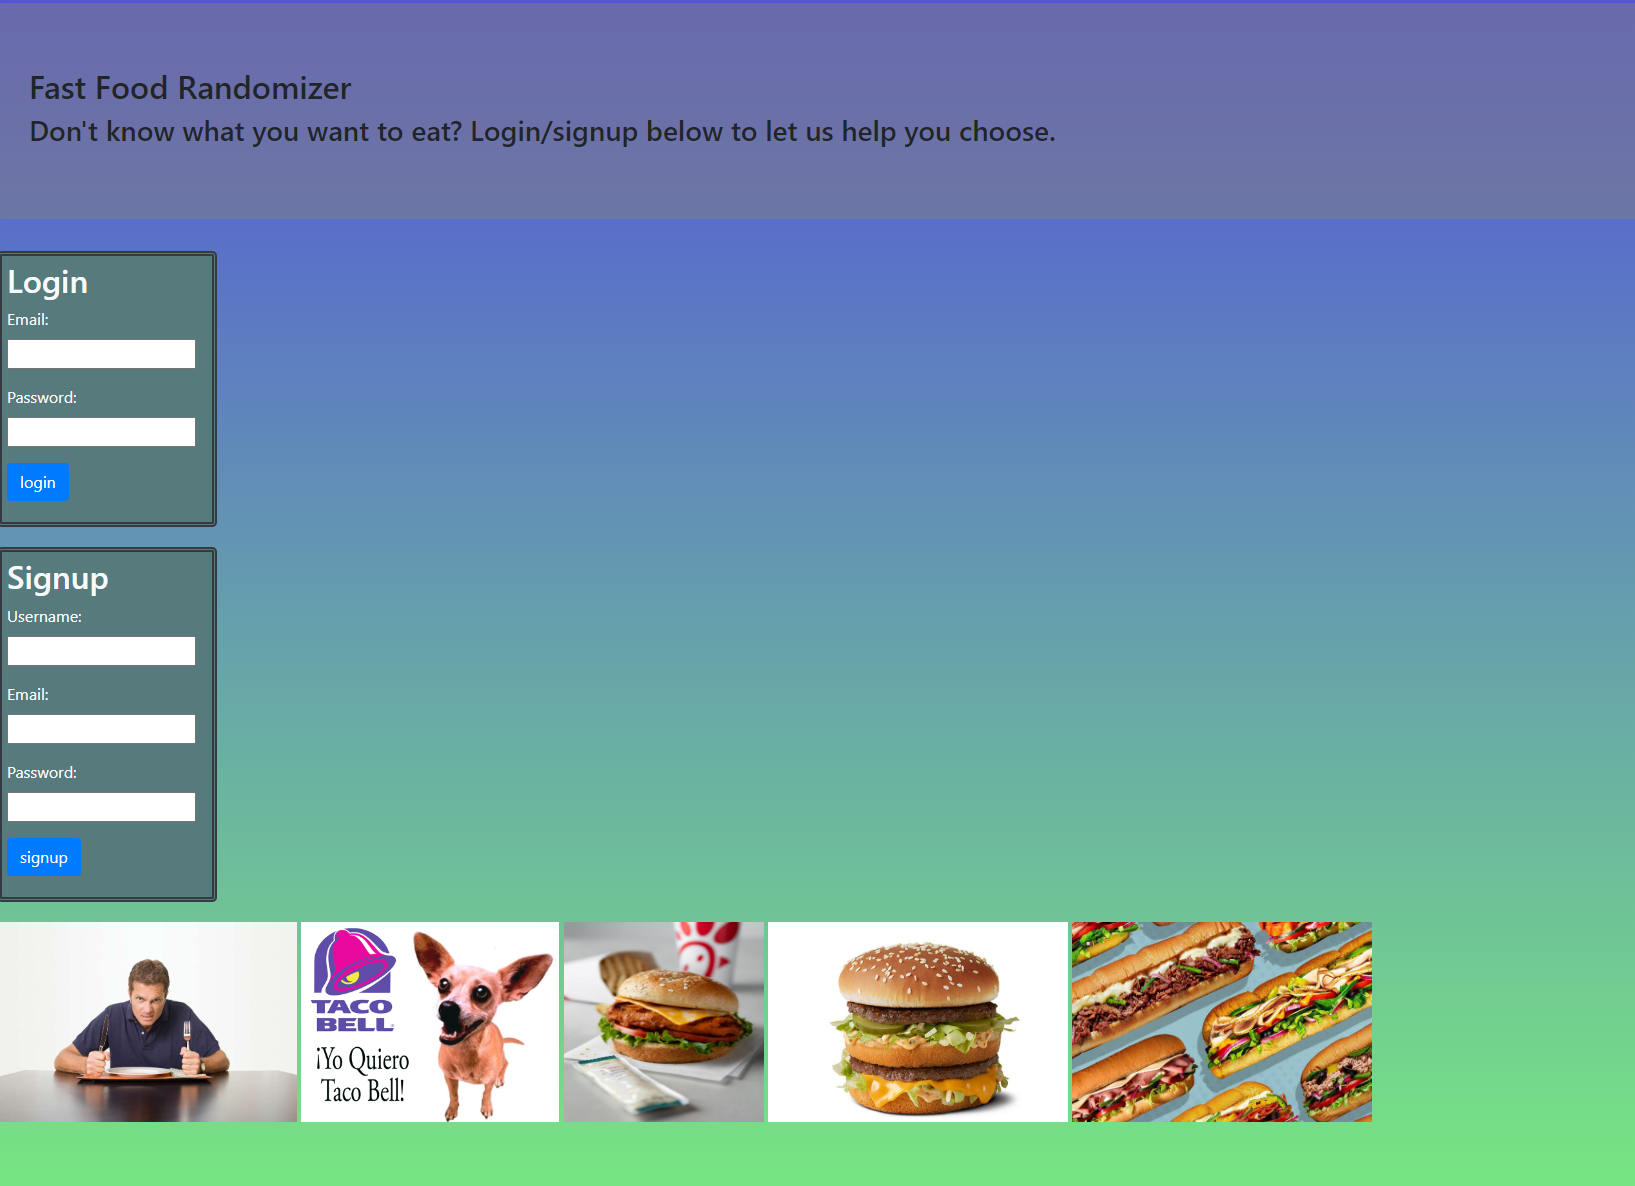 Fast Food Randomizer
Don't know what you want to eat? Login/signup below to let us help you choose.
Login
Email:
Password:
login
Signup
Username:
Email:
Password:
signup
TACO
BELL
¡Yo Quiero
Taco Bell!